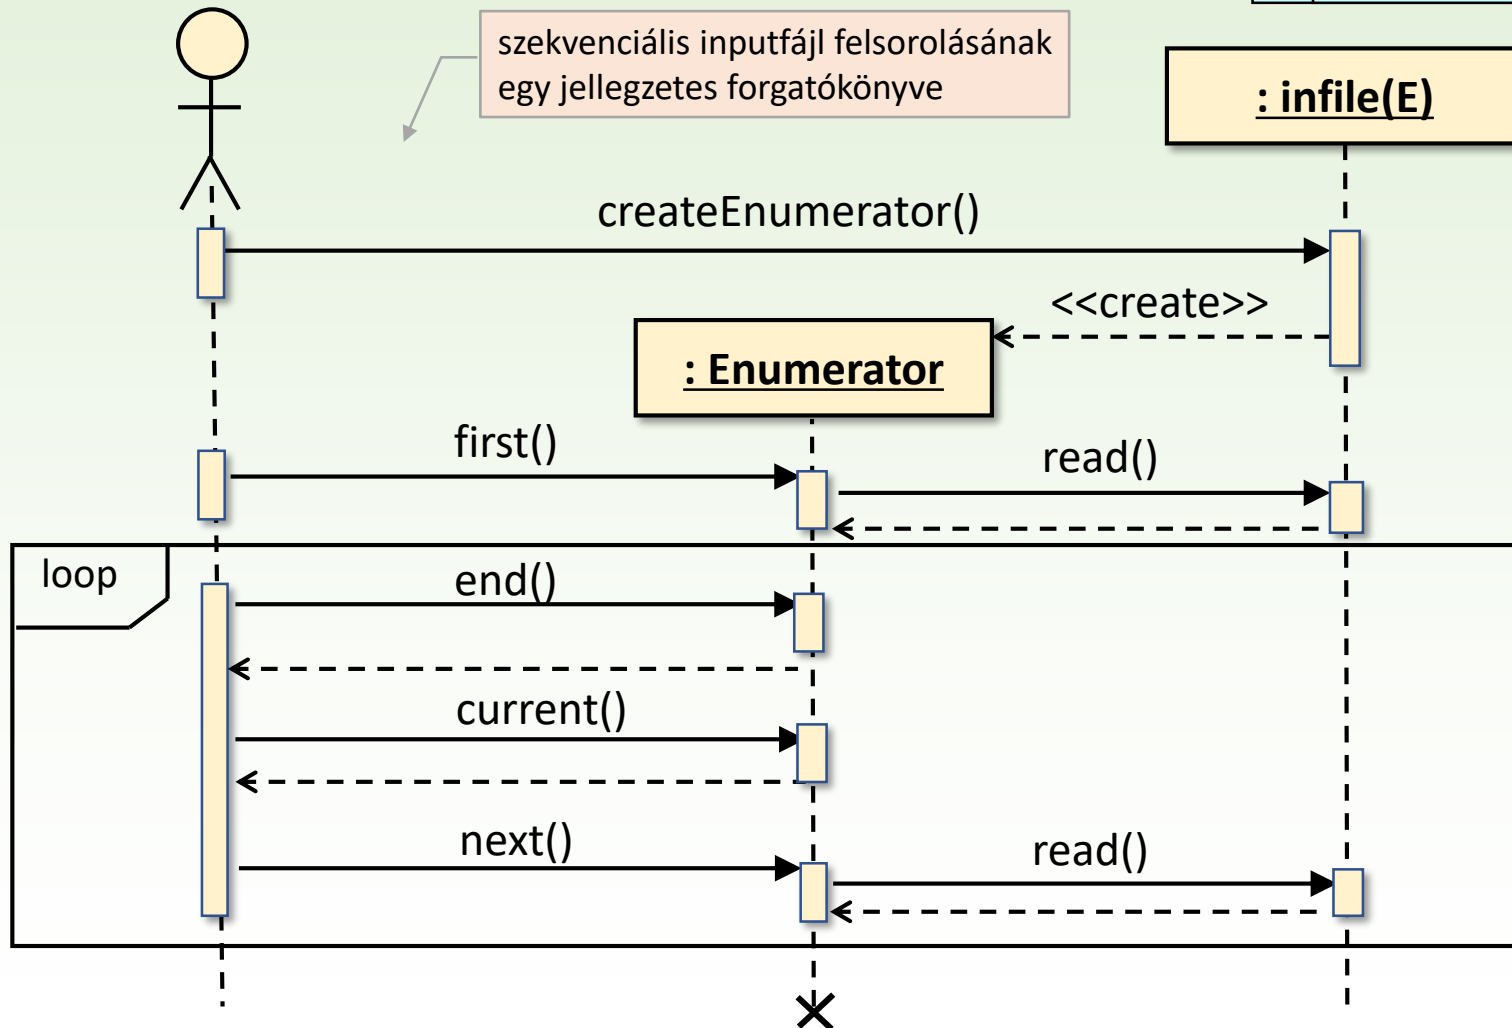 szekvenciális inputfájl felsorolásának
egy jellegzetes forgatókönyve
: infile(E)
createEnumerator()
<<create>>
: Enumerator
first()
read()
loop
end()
current()
next()
read()